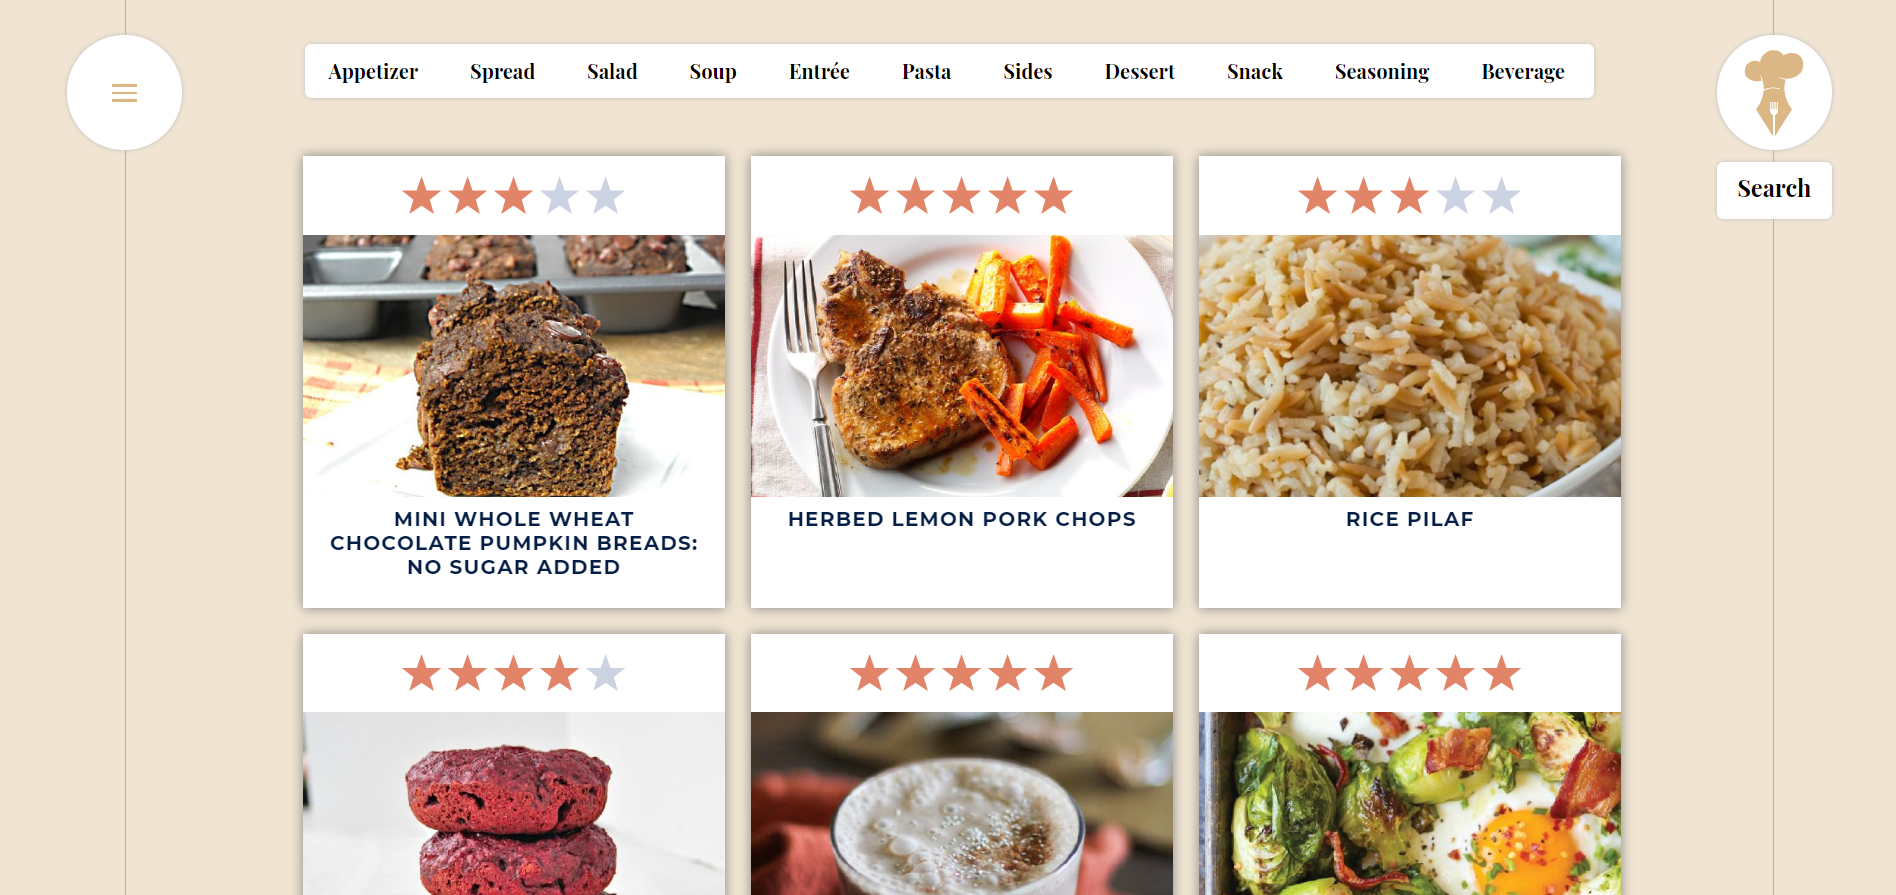 Appetizer Spread Salad Soup Entrée Pasta Sides Dessert Snack Seasoning Beverage
Search
MINI WHOLE WHEAT
CHOCOLATE PUMPKIN BREADS:
NO SUGAR ADDED
HERBED LEMON PORK CHOPS
RICE PILAF